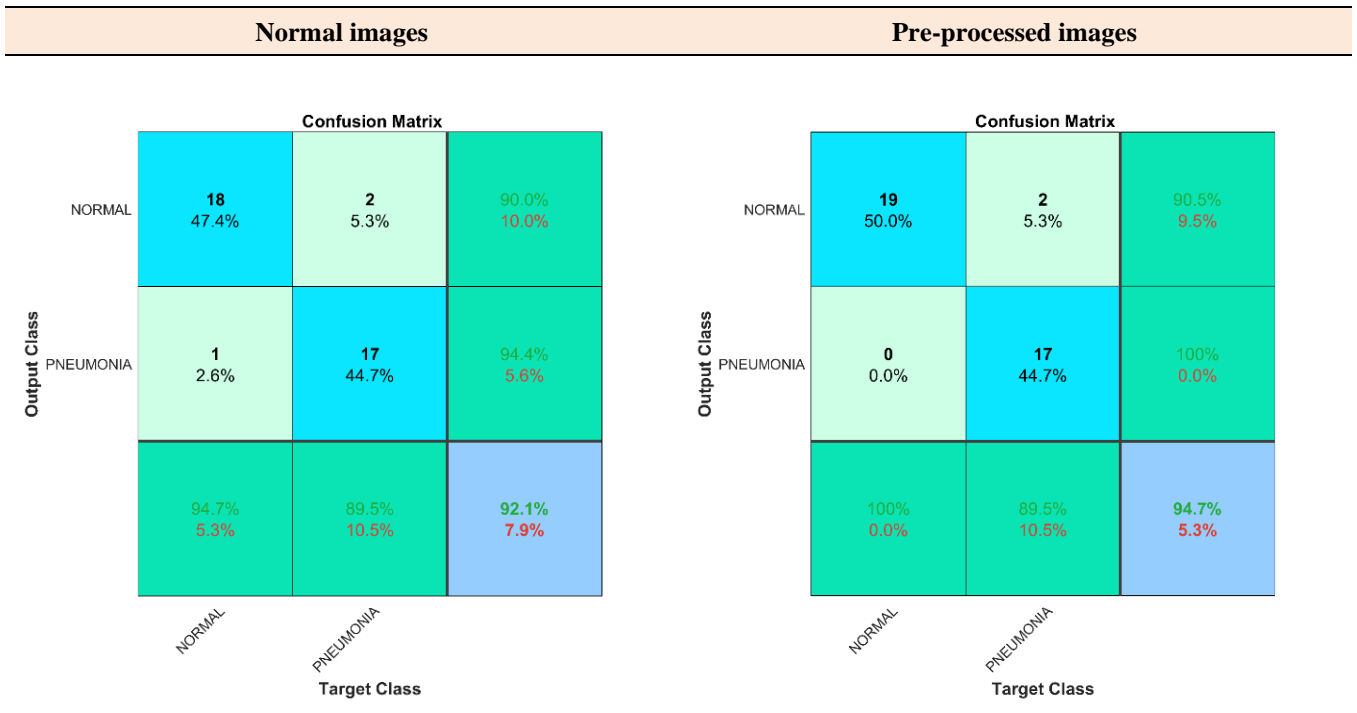 Normal images
Pre-processed images
Confusion Matrix
NORMAL
18
47.4%
2
5.3%
90.0%
10.0%
PNEUMONIA
1
2.6%
17
44.7%
94.4%
5.6%
94.7%
5.3%
89.5%
10.5%
92.1%
7.9%
Output Class
NORMAL
PNEUMONIA
Target Class
Confusion Matrix
NORMAL
19
50.0%
2
5.3%
90.5%
9.5%
PNEUMONIA
0
0.0%
17
44.7%
100%
0.0%
100%
0.0%
89.5%
10.5%
94.7%
5.3%
Output Class
NORMAL
PNEUMONIA
Target Class